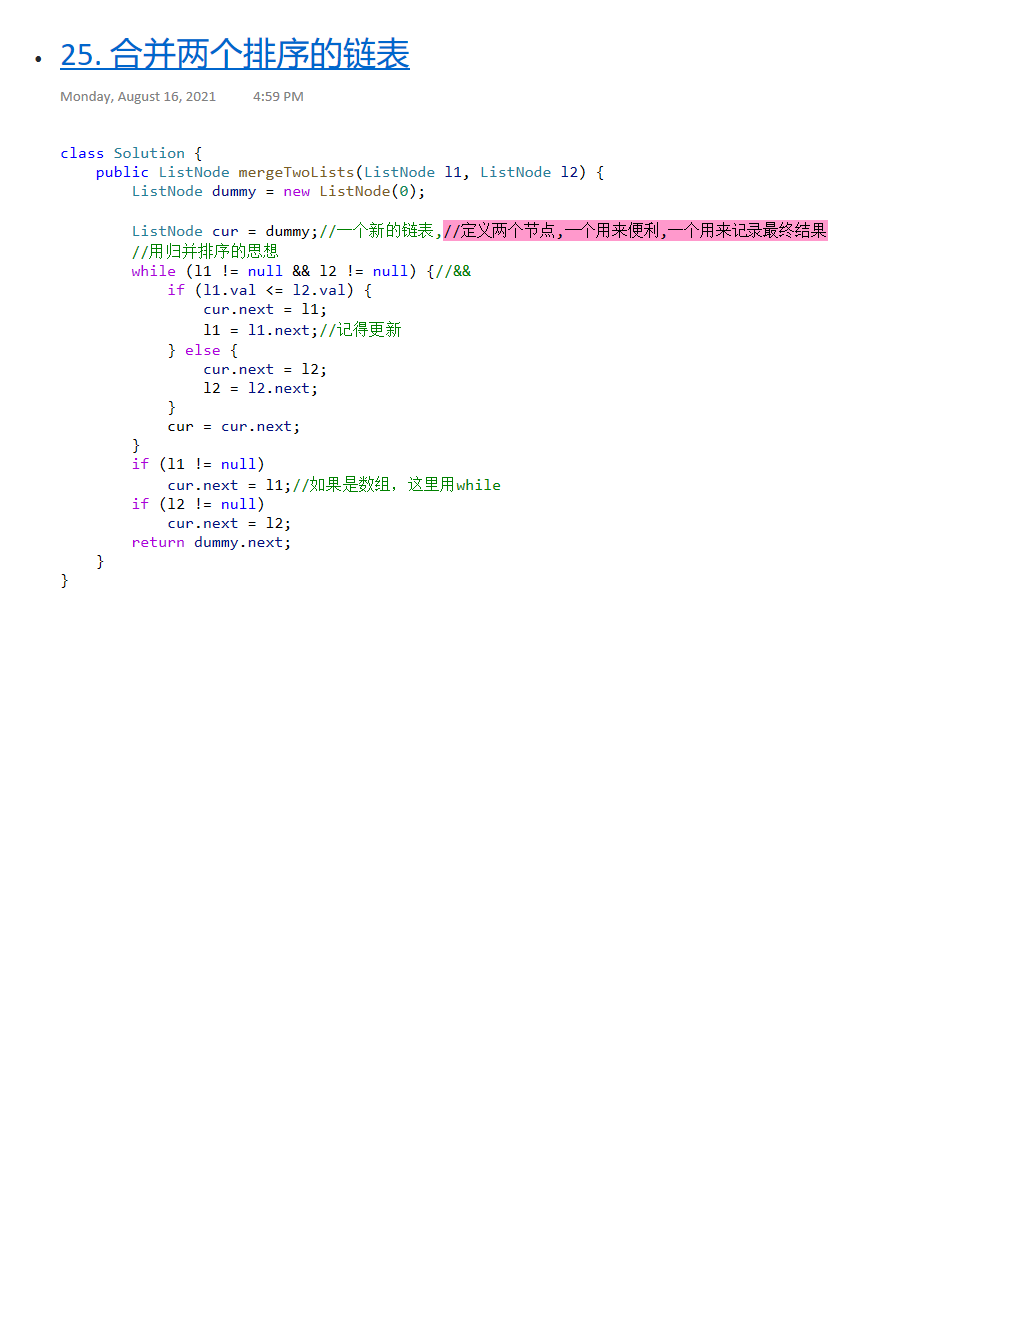 • 25. 合并两个排序的链表
Monday, August 16, 2021 4:59 PM
class Solution {
    public ListNode mergeTwoLists(ListNode l1, ListNode l2) {
        ListNode dummy = new ListNode(0);
        ListNode cur = dummy;//一个新的链表,//定义两个节点,一个用来便利,一个用来记录最终结果
        //用归并排序的思想
        while (l1 != null && l2 != null) {//&&
            if (l1.val <= l2.val) {
                cur.next = l1;
                l1 = l1.next;//记得更新
            } else {
                cur.next = l2;
                l2 = l2.next;
            }
            cur = cur.next;
        }
        if (l1 != null)
            cur.next = l1;//如果是数组，这里用while
        if (l2 != null)
            cur.next = l2;
        return dummy.next;
    }
}